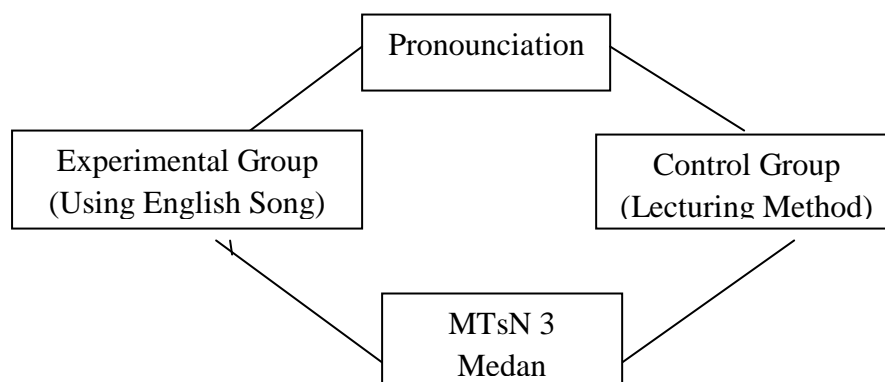 Pronounciation
Experimental Group
(Using English Song)
Control Group
(Lecturing Method)
MTsN 3
Medan